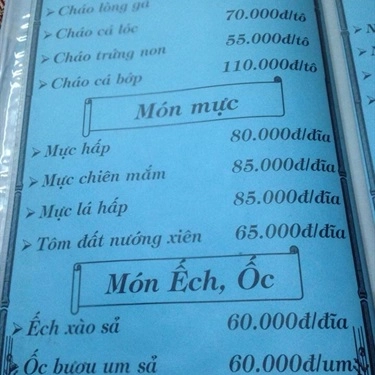 Cháo lòng gà
Cháo cá lóc 70.000đ/tô
Cháo trứng non 55.000đ/tô
Cháo cá bớp 110.000đ/tô
Món mực
Mực hấp 80.000đ/đĩa
Mực chiên mắm 85.000đ/đĩa
Mực lá hấp 85.000đ/đĩa
Tôm đất nướng xiên 65.000đ/đĩa
Món Ếch, Ốc
Ếch xào sả 60.000đ/đĩa
Ốc bươu um sả 60.000đ/um